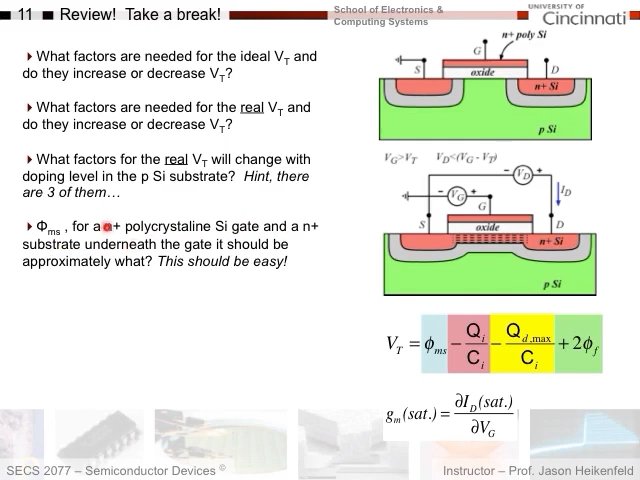 11 Review! Take a break!
School of Electronics &
Computing Systems
UNIVERSITY OF
Cincinnati
What factors are needed for the ideal V_T and
do they increase or decrease V_T?
What factors are needed for the real V_T and
do they increase or decrease V_T?
What factors for the real V_T will change with
doping level in the p Si substrate? Hint, there
are 3 of them…
Φ_ms , for a n+ polycrystaline Si gate and a n+
substrate underneath the gate it should be
approximately what? This should be easy!
n+ poly Si
G
S
oxide
D
n+ Si
p Si
V_G>V_T V_D<(V_G - V_T)
V_D
V_G
I_D
S
G
D
oxide
n+ Si
p Si
V_T = ϕ_ms − Q_i/C_i − Q_d,max/C_i + 2ϕ_f
g_m(sat.) = ∂I_D(sat.)/∂V_G
SECS 2077 – Semiconductor Devices ©
Instructor – Prof. Jason Heikenfeld